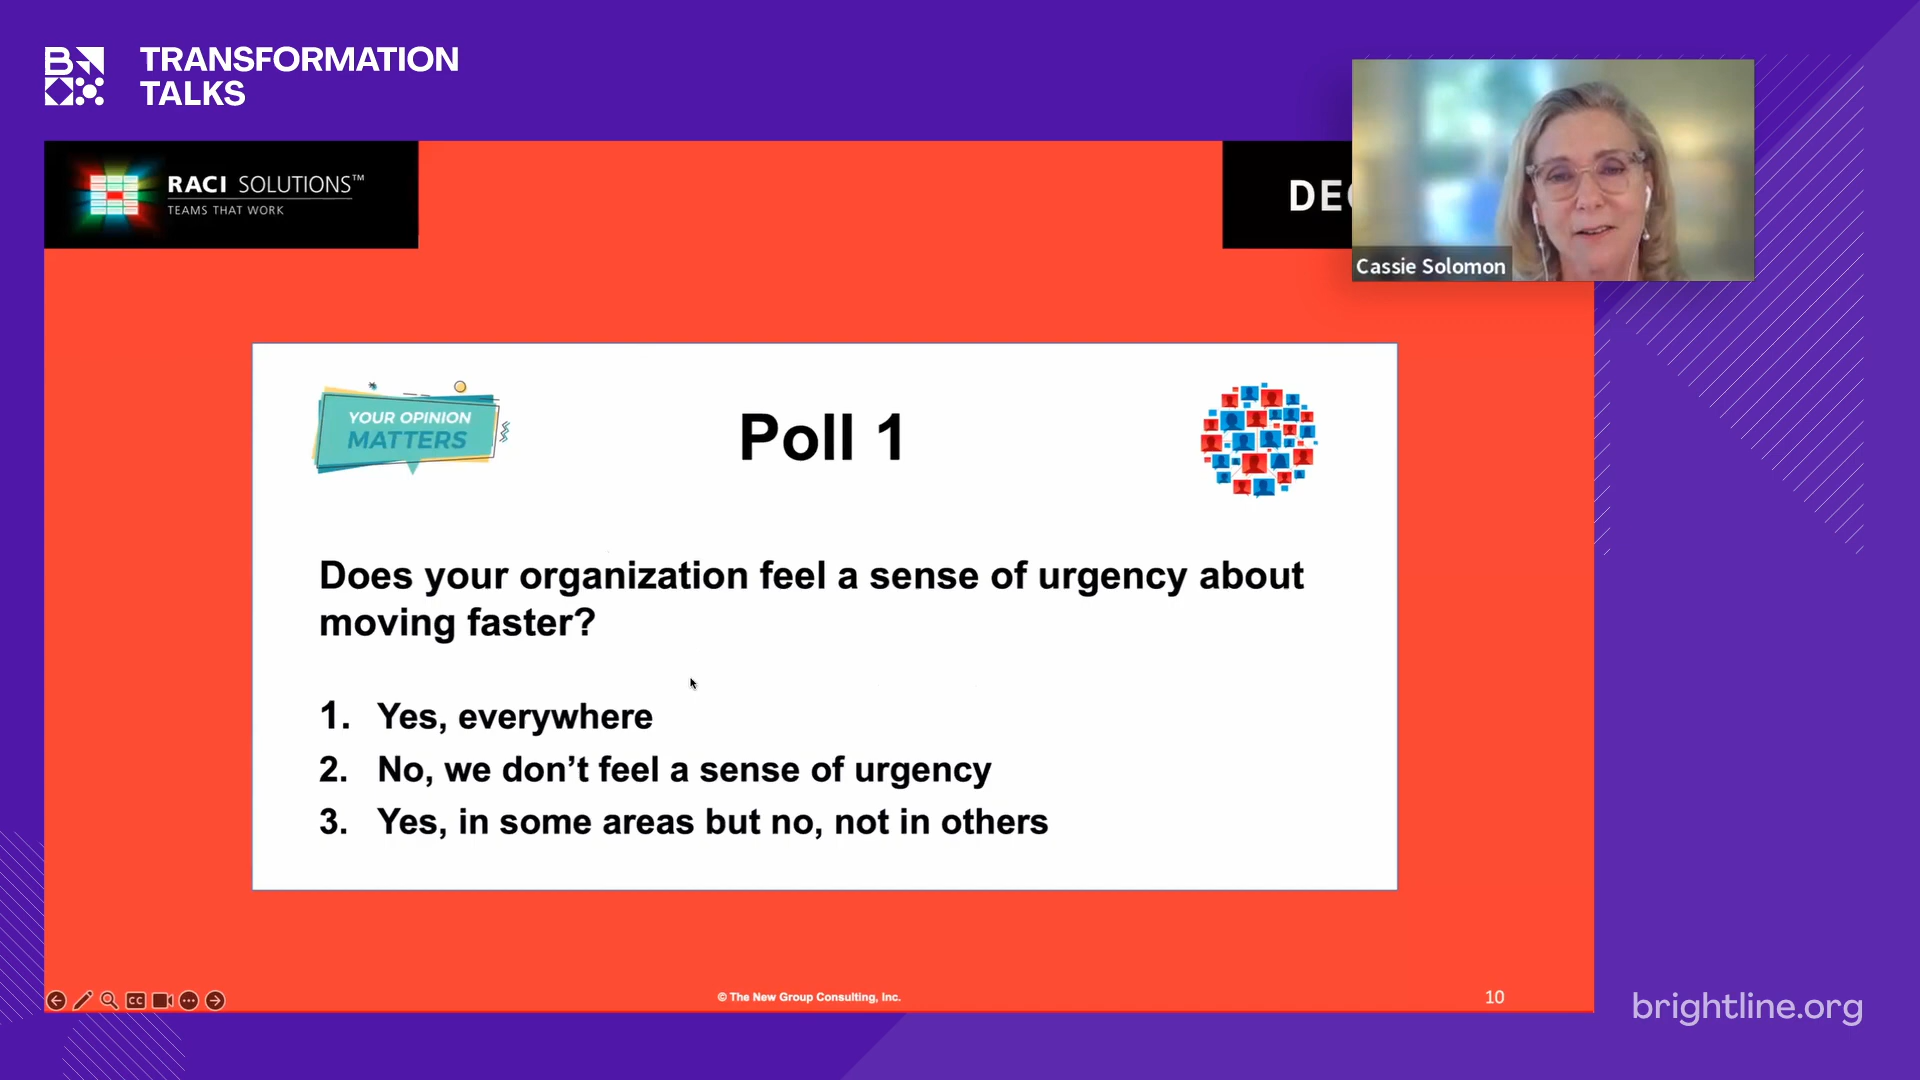 TRANSFORMATION
TALKS
RACI SOLUTIONS™
TEAMS THAT WORK
Cassie Solomon
YOUR OPINION
MATTERS
Poll 1
Does your organization feel a sense of urgency about
moving faster?
1. Yes, everywhere
2. No, we don’t feel a sense of urgency
3. Yes, in some areas but no, not in others
CC
© The New Group Consulting, Inc.
10
brightline.org